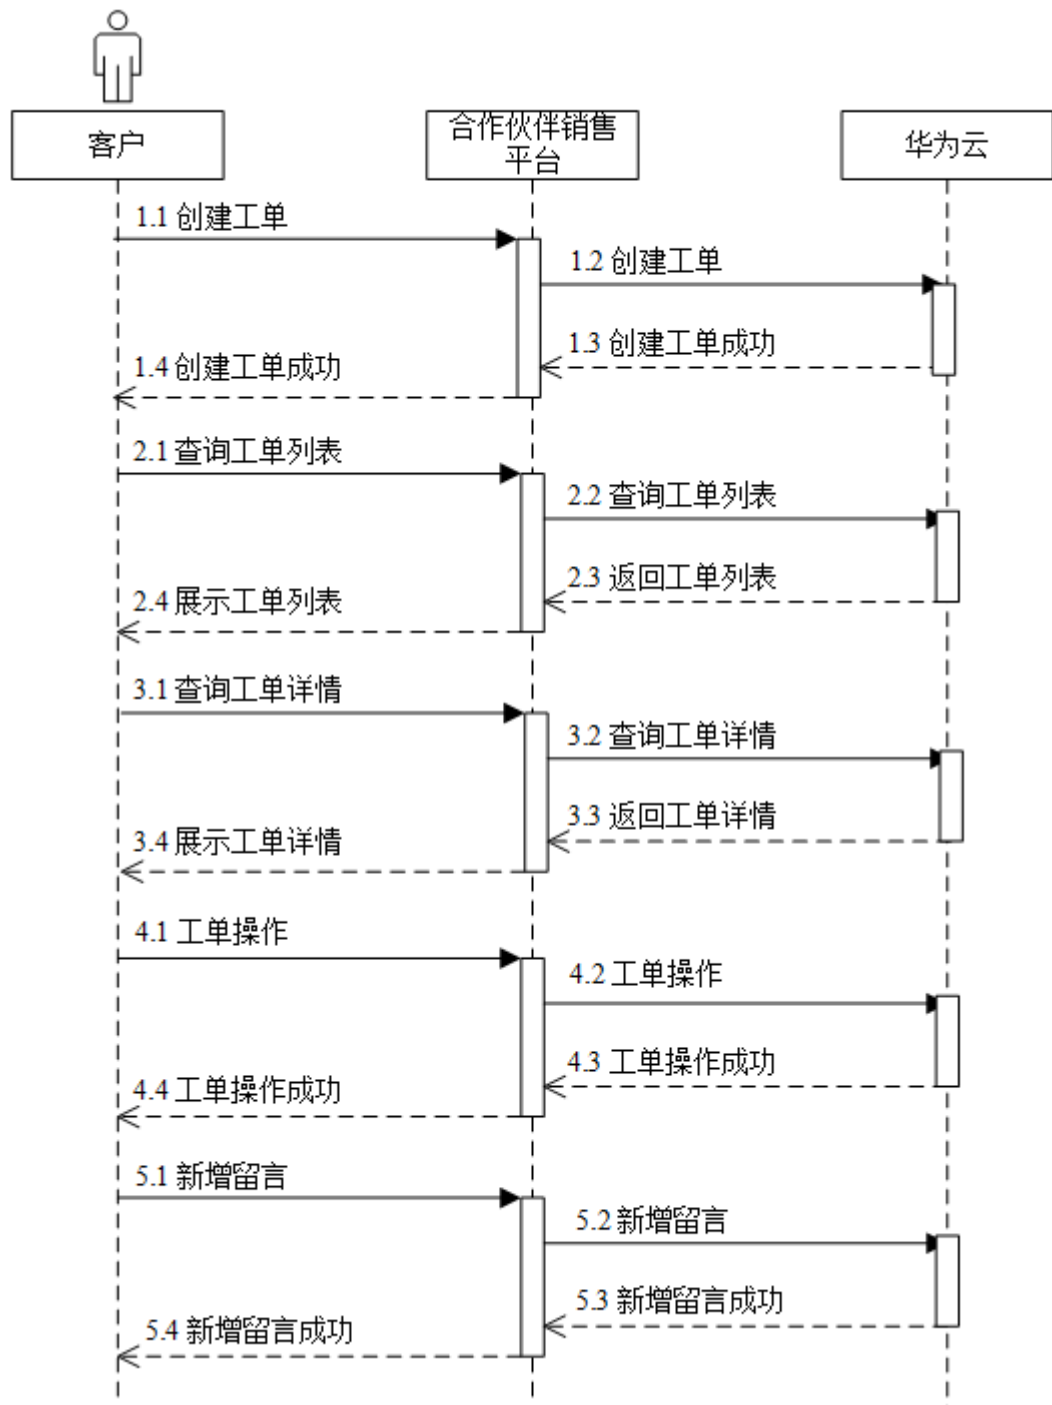 客户
合作伙伴销售
平台
华为云
1.1 创建工单
1.2 创建工单
1.3 创建工单成功
1.4 创建工单成功
2.1 查询工单列表
2.2 查询工单列表
2.3 返回工单列表
2.4 展示工单列表
3.1 查询工单详情
3.2 查询工单详情
3.3 返回工单详情
3.4 展示工单详情
4.1 工单操作
4.2 工单操作
4.3 工单操作成功
4.4 工单操作成功
5.1 新增留言
5.2 新增留言
5.3 新增留言成功
5.4 新增留言成功